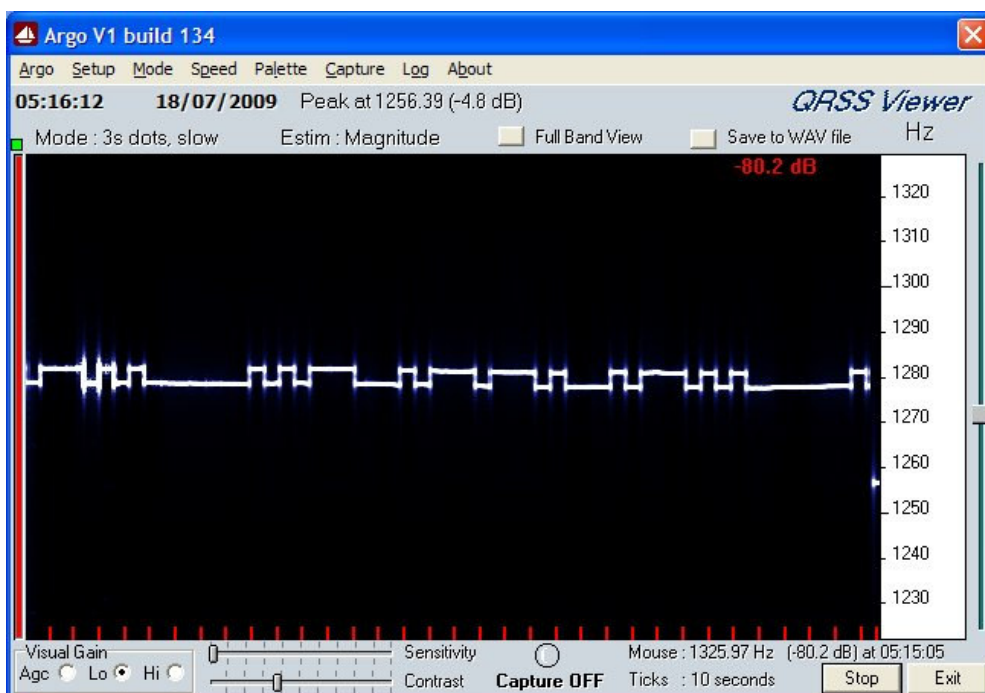 Argo V1 build 134
Argo Setup Mode Speed Palette Capture Log About
05:16:12 18/07/2009 Peak at 1256.39 (-4.8 dB) QRSS Viewer
Mode : 3s dots, slow Estim : Magnitude Full Band View Save to WAV file Hz
-80.2 dB
1320
1310
1300
1290
1280
1270
1260
1250
1240
1230
Visual Gain
Agc Lo Hi
Sensitivity
Contrast
Capture OFF
Mouse : 1325.97 Hz (-80.2 dB) at 05:15:05
Ticks : 10 seconds
Stop
Exit